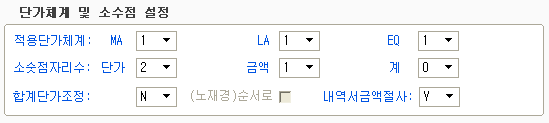 단가체계 및 소수점 설정
적용단가체계: MA 1 LA 1 EQ 1
소숫점자리수: 단가 2 금액 1 계 0
합계단가조정: N (노재경)순서로 내역서금액절사: Y